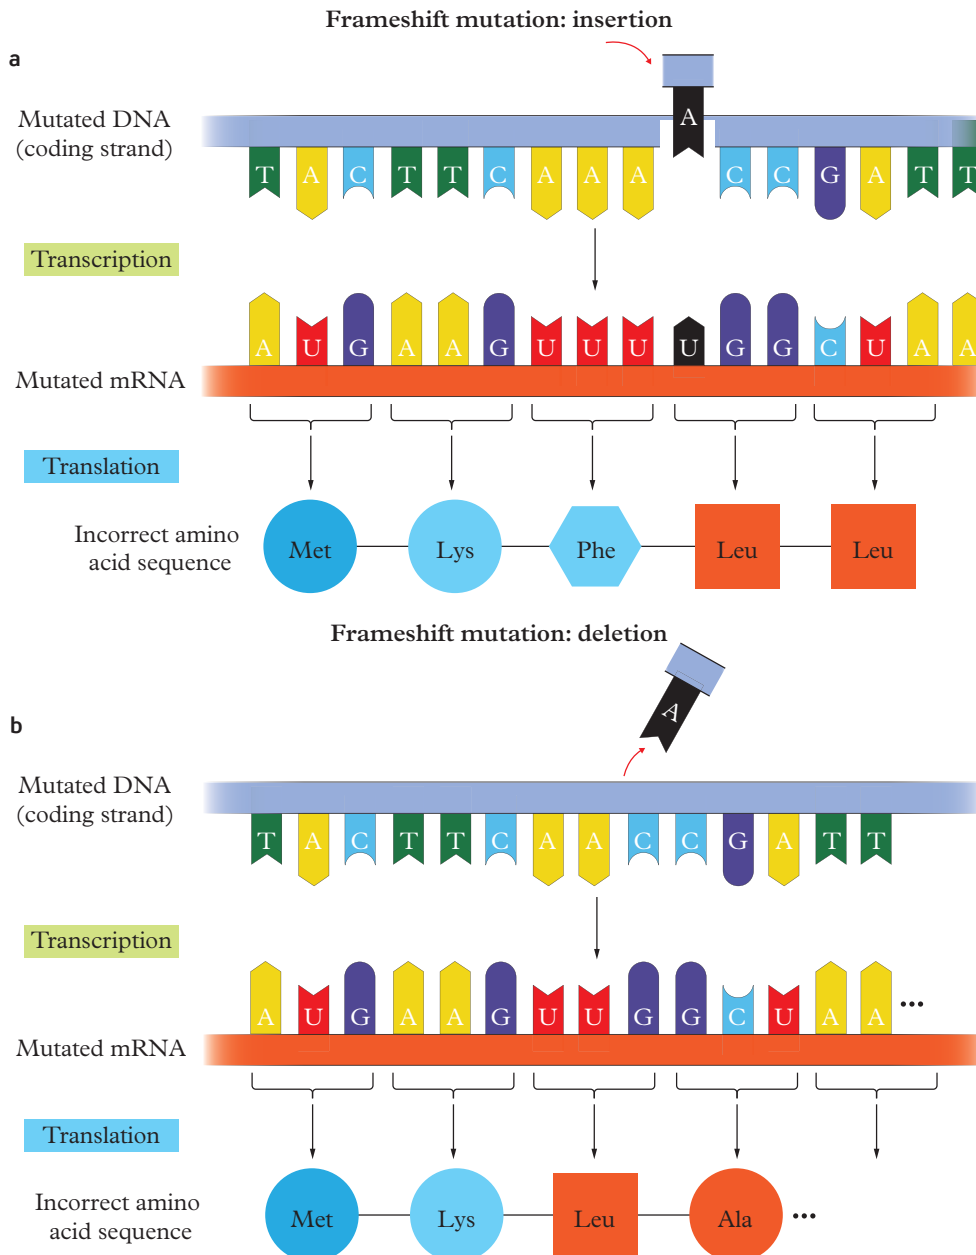 Frameshift mutation: insertion
a
Mutated DNA
(coding strand)
A
T A C T T C A A A C C G A T T
Transcription
A U G A A G U U U U G G C U A A
Mutated mRNA
Translation
Incorrect amino
acid sequence
Met Lys Phe Leu Leu
Frameshift mutation: deletion
A
b
Mutated DNA
(coding strand)
T A C T T C A A C C G A T T
Transcription
A U G A A G U U G G C U A A ...
Mutated mRNA
Translation
Incorrect amino
acid sequence
Met Lys Leu Ala ...